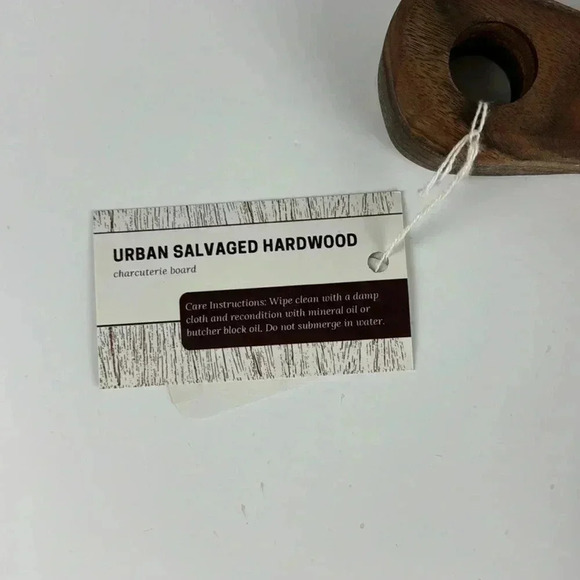 URBAN SALVAGED HARDWOOD
charcuterie board
Care Instructions: Wipe clean with a damp
cloth and recondition with mineral oil or
butcher block oil. Do not submerge in water.